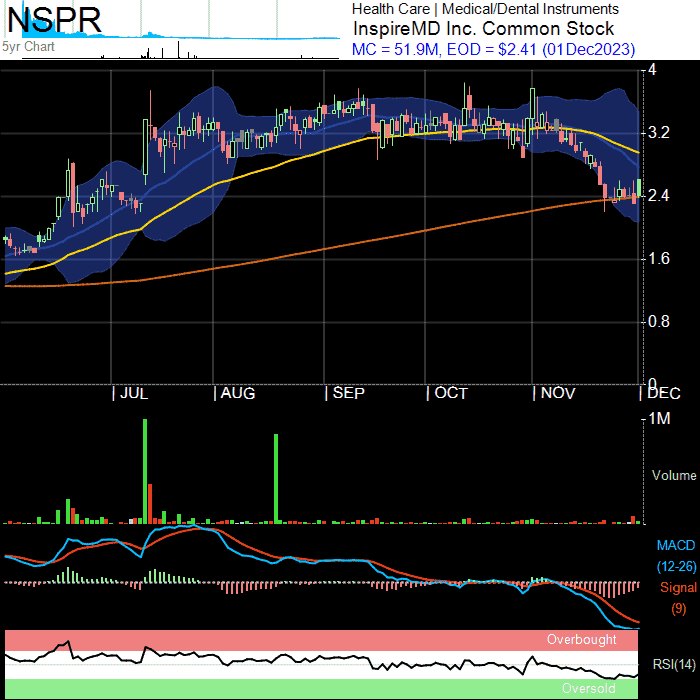 NSPR
5yr Chart
Health Care | Medical/Dental Instruments
InspireMD Inc. Common Stock
MC = 51.9M, EOD = $2.41 (01Dec2023)
4
3.2
2.4
1.6
0.8
0
| JUL | AUG | SEP | OCT | NOV | DEC
1M
Volume
MACD
(12-26)
Signal
(9)
Overbought
RSI(14)
Oversold